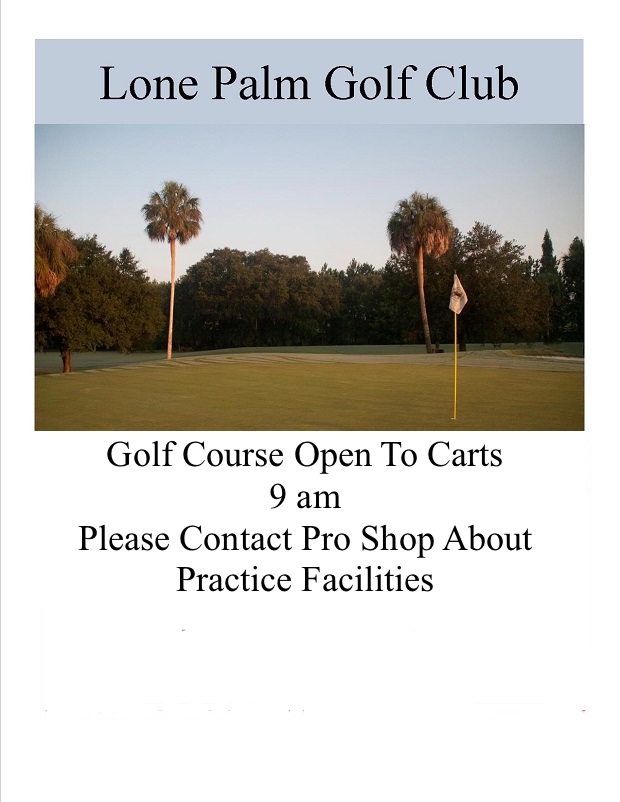 Lone Palm Golf Club
Golf Course Open To Carts
9 am
Please Contact Pro Shop About
Practice Facilities